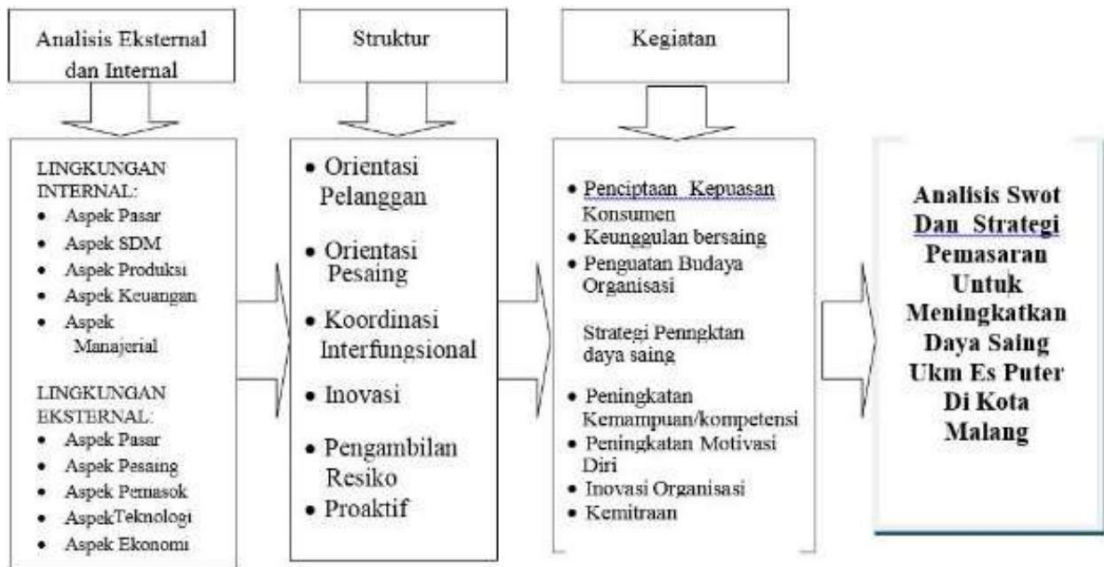 Analisis Eksternal
dan Internal
Struktur
Kegiatan
LINGKUNGAN
INTERNAL:
• Aspek Pasar
• Aspek SDM
• Aspek Produksi
• Aspek Keuangan
• Aspek
Manajerial
LINGKUNGAN
EKSTERNAL:
• Aspek Pasar
• Aspek Pesaing
• Aspek Pemasok
• AspekTeknologi
• Aspek Ekonomi
• Orientasi
Pelanggan
• Orientasi
Pesaing
• Koordinasi
Interfungsional
• Inovasi
• Pengambilan
Resiko
• Proaktif
• Penciptaan Kepuasan
Konsumen
• Keunggulan bersaing
• Penguatan Budaya
Organisasi
Strategi Penngktan
daya saing
• Peningkatan
Kemampuan/kompetensi
• Peningkatan Motivasi
Diri
• Inovasi Organisasi
• Kemitraan
Analisis Swot
Dan Strategi
Pemasaran
Untuk
Meningkatkan
Daya Saing
Ukm Es Puter
Di Kota
Malang